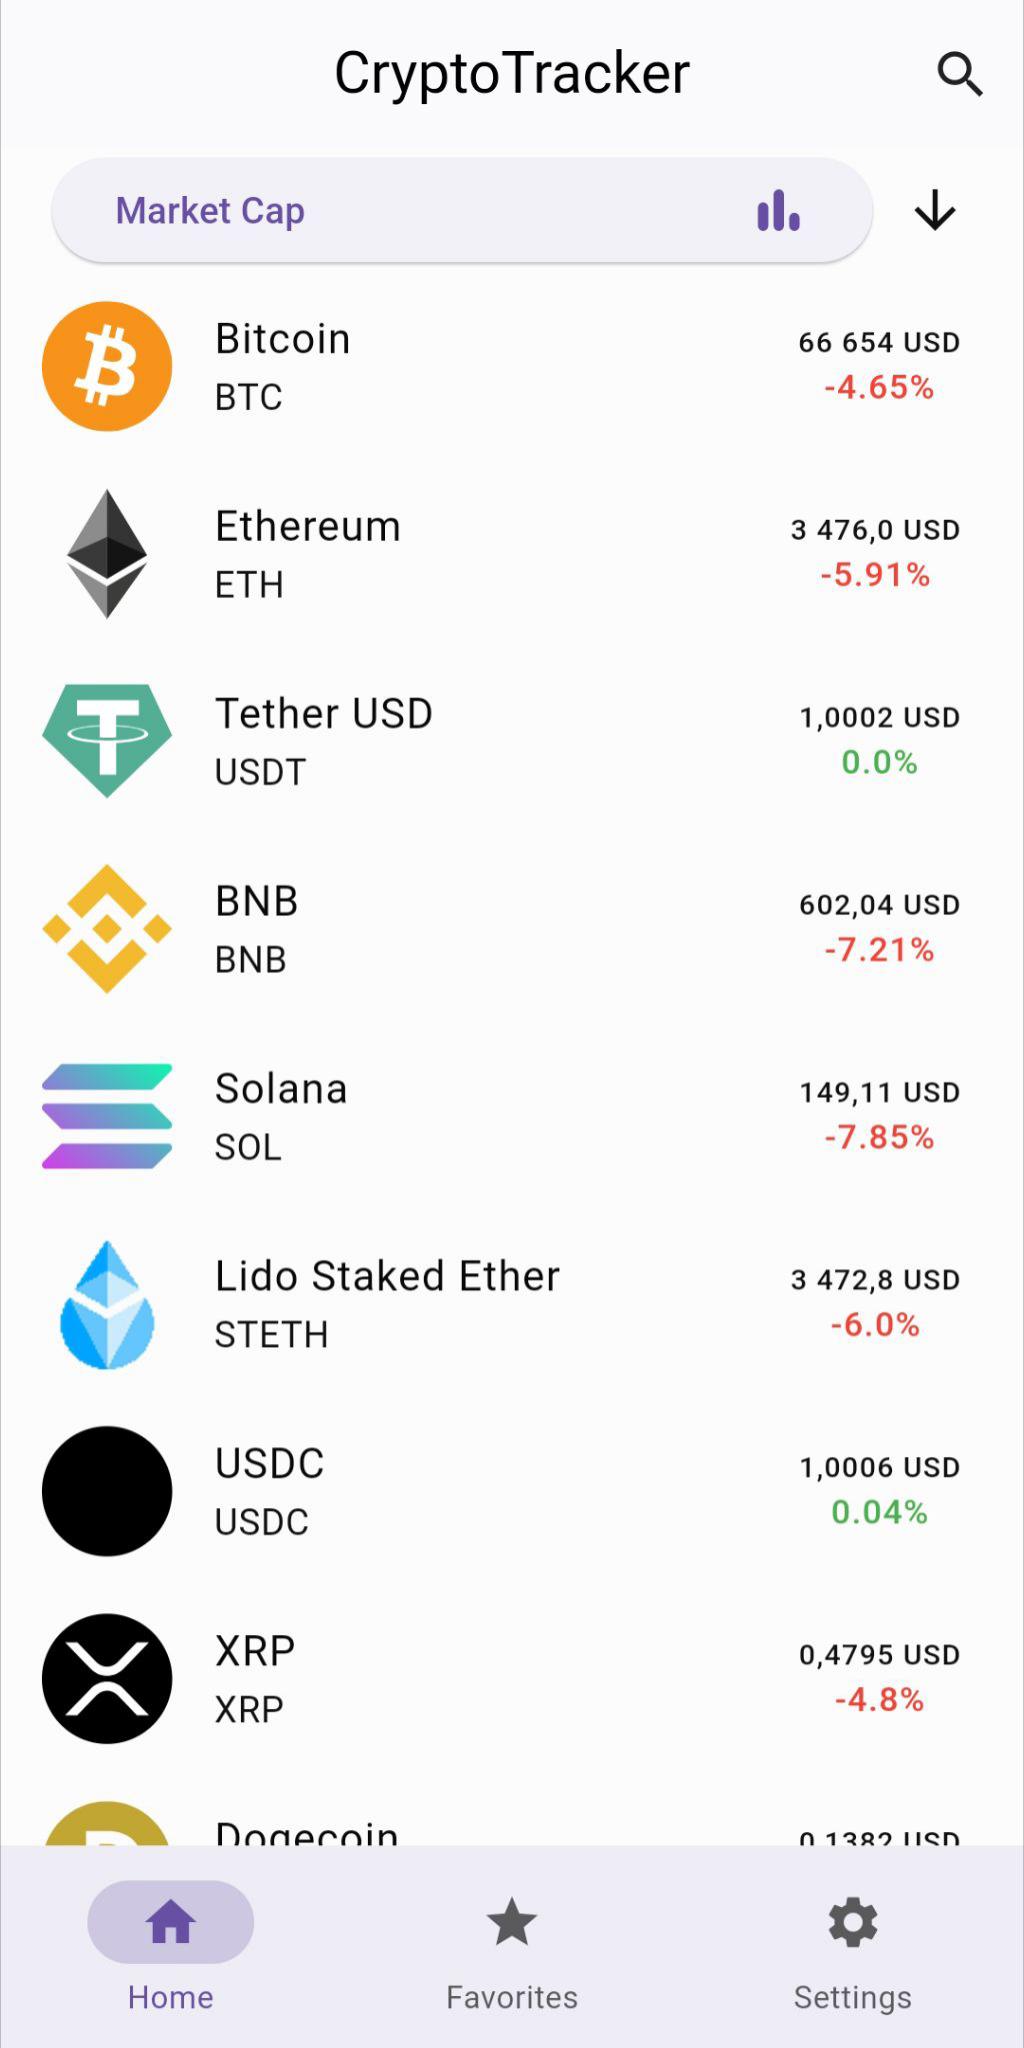 CryptoTracker
Market Cap
Bitcoin
66 654 USD
BTC
-4.65%
Ethereum
3 476,0 USD
ETH
-5.91%
Tether USD
1,0002 USD
USDT
0.0%
BNB
602,04 USD
BNB
-7.21%
Solana
149,11 USD
SOL
-7.85%
Lido Staked Ether
3 472,8 USD
STETH
-6.0%
USDC
1,0006 USD
USDC
0.04%
XRP
0,4795 USD
XRP
-4.8%
Dogecoin
0,1382 USD
Home
Favorites
Settings